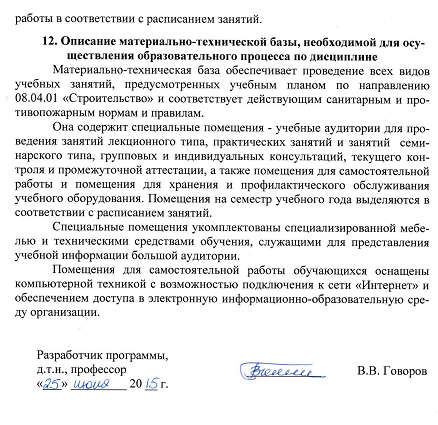 работы в соответствии с расписанием занятий.
12. Описание материально-технической базы, необходимой для осу-
ществления образовательного процесса по дисциплине
Материально-техническая база обеспечивает проведение всех видов
учебных занятий, предусмотренных учебным планом по направлению
08.04.01 «Строительство» и соответствует действующим санитарным и про-
тивопожарным нормам и правилам.
Она содержит специальные помещения - учебные аудитории для про-
ведения занятий лекционного типа, практических занятий и занятий семи-
нарского типа, групповых и индивидуальных консультаций, текущего конт-
роля и промежуточной аттестации, а также помещения для самостоятельной
работы и помещения для хранения и профилактического обслуживания
учебного оборудования. Помещения на семестр учебного года выделяются в
соответствии с расписанием занятий.
Специальные помещения укомплектованы специализированной мебе-
лью и техническими средствами обучения, служащими для представления
учебной информации большой аудитории.
Помещения для самостоятельной работы обучающихся оснащены
компьютерной техникой с возможностью подключения к сети «Интернет» и
обеспечением доступа в электронную информационно-образовательную сре-
ду организации.
Разработчик программы,
д.т.н., профессор В.В. Говоров
«25» июня 2015 г.